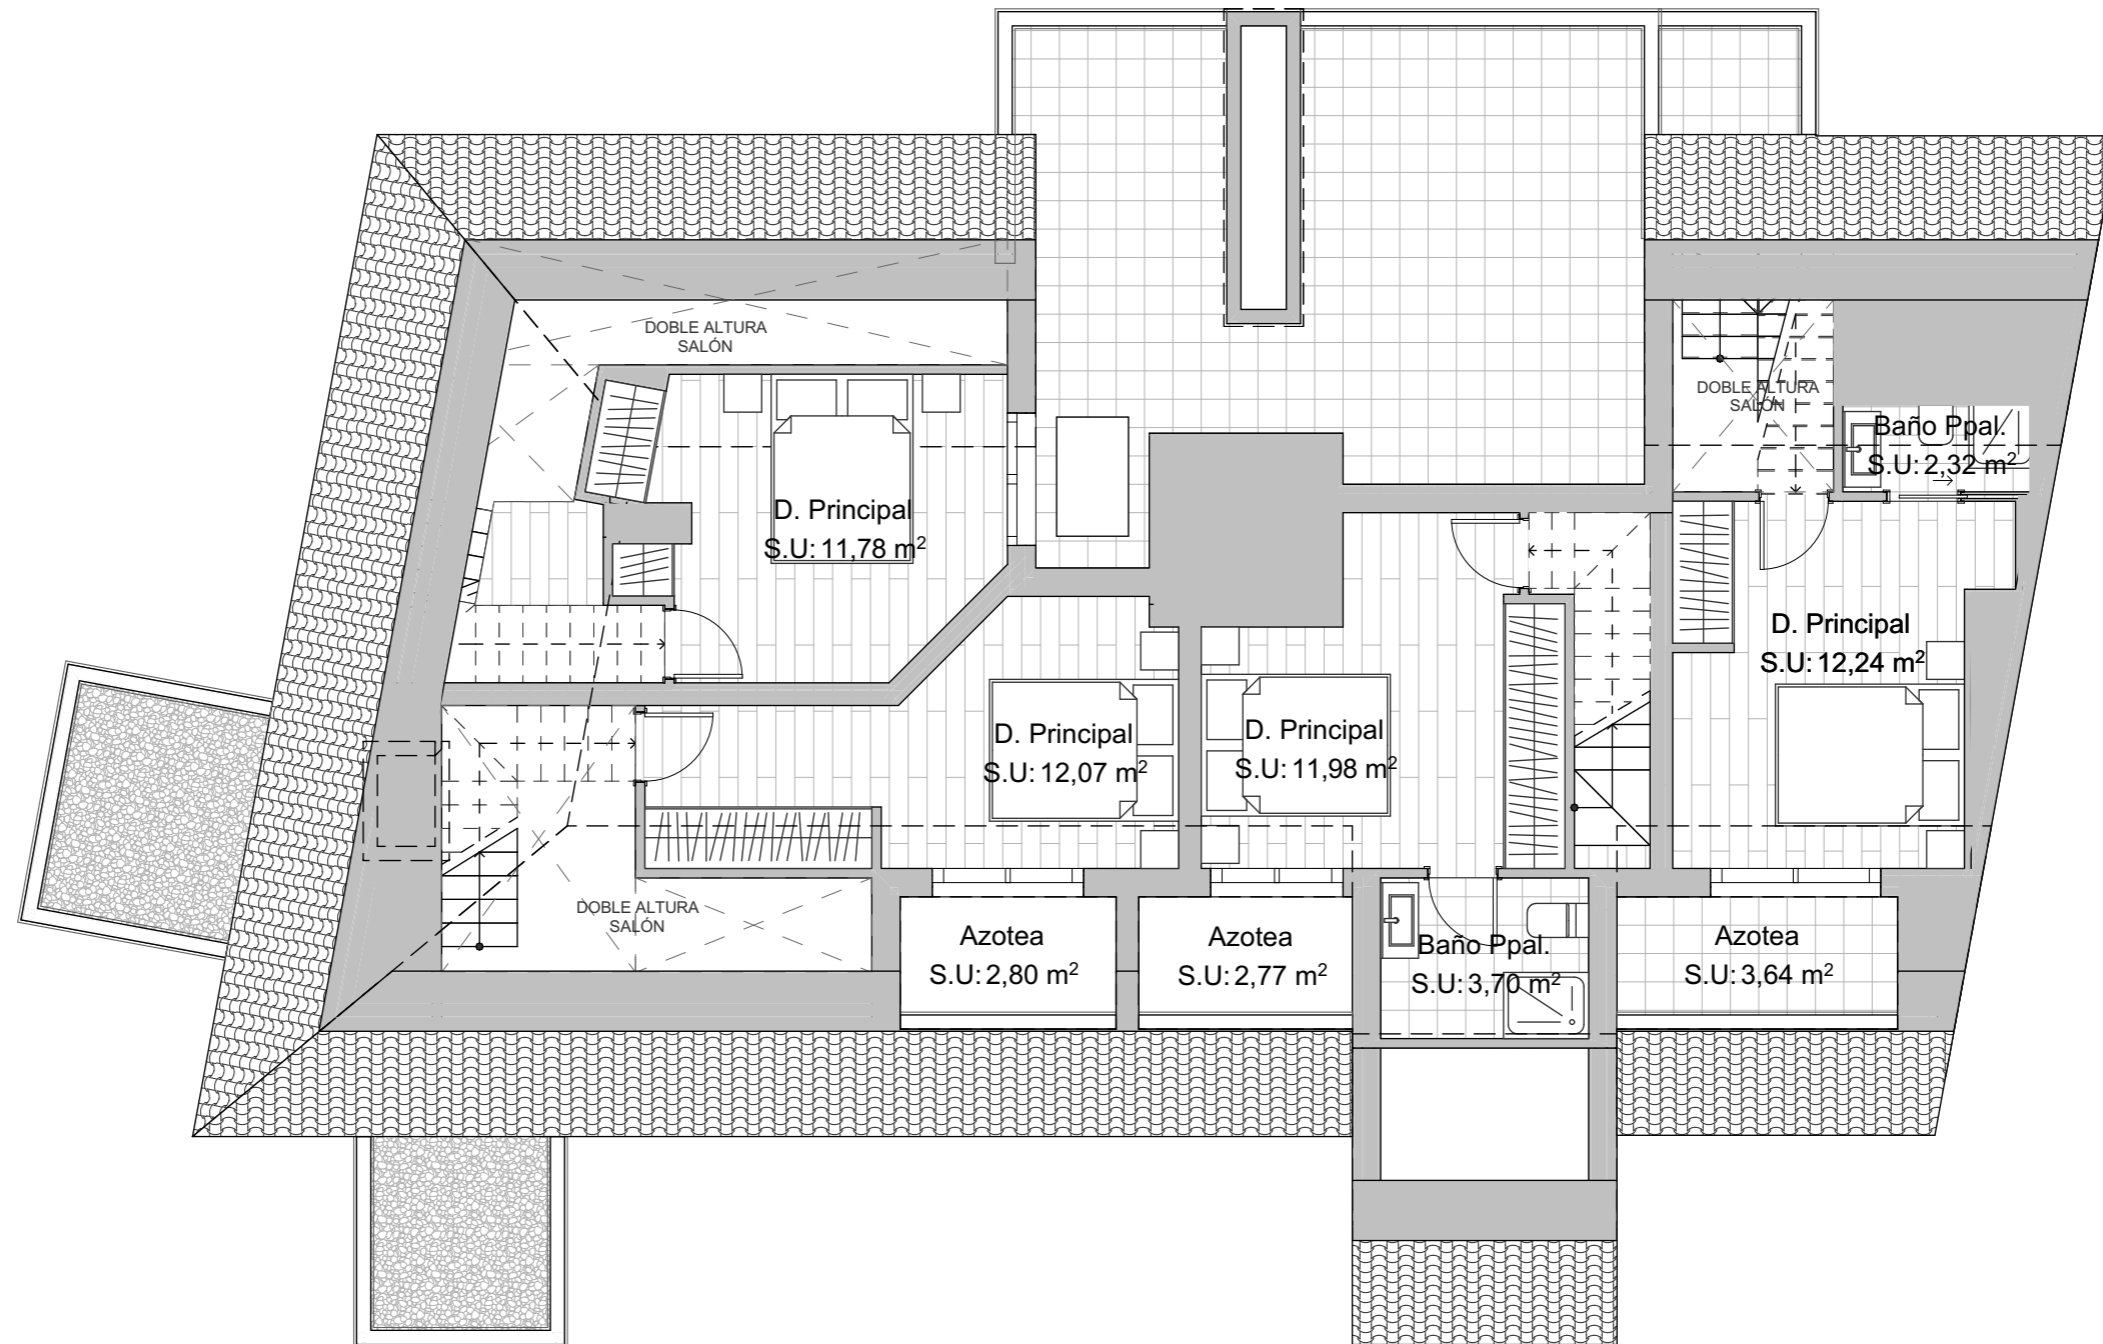 DOBLE ALTURA
SALÓN
DOBLE ALTURA
SALÓN
Baño Ppal.
S.U: 2,32 m²
D. Principal
S.U: 11,78 m²
D. Principal
S.U: 12,24 m²
D. Principal
S.U: 12,07 m²
D. Principal
S.U: 11,98 m²
DOBLE ALTURA
SALÓN
Azotea
S.U: 2,80 m²
Azotea
S.U: 2,77 m²
Baño Ppal.
S.U: 3,70 m²
Azotea
S.U: 3,64 m²